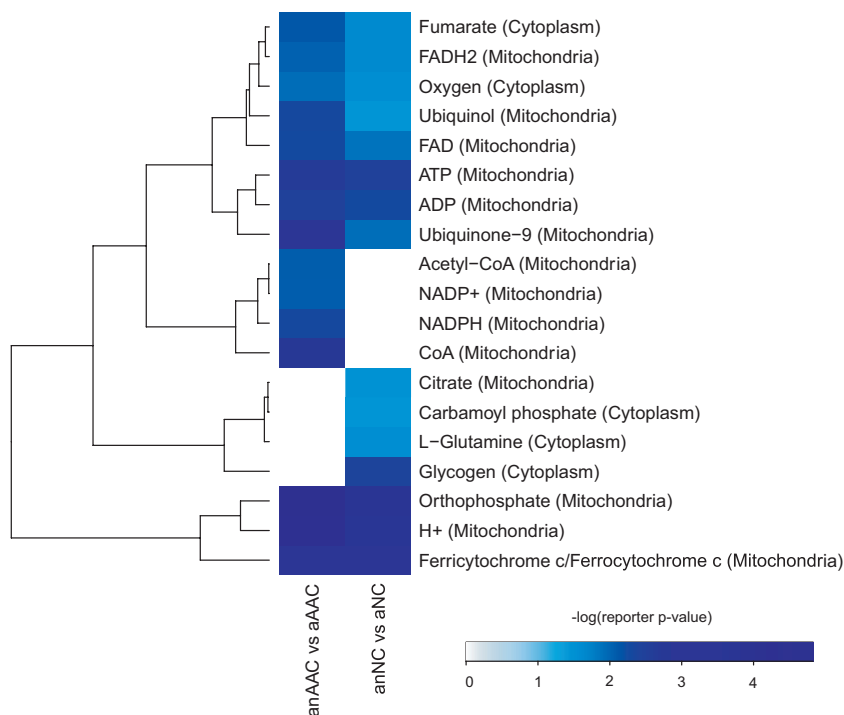 Fumarate (Cytoplasm)
FADH2 (Mitochondria)
Oxygen (Cytoplasm)
Ubiquinol (Mitochondria)
FAD (Mitochondria)
ATP (Mitochondria)
ADP (Mitochondria)
Ubiquinone−9 (Mitochondria)
Acetyl−CoA (Mitochondria)
NADP+ (Mitochondria)
NADPH (Mitochondria)
CoA (Mitochondria)
Citrate (Mitochondria)
Carbamoyl phosphate (Cytoplasm)
L−Glutamine (Cytoplasm)
Glycogen (Cytoplasm)
Orthophosphate (Mitochondria)
H+ (Mitochondria)
Ferricytochrome c/Ferrocytochrome c (Mitochondria)
anAAC vs aAAC
anNC vs aNC
-log(reporter p-value)
0 1 2 3 4